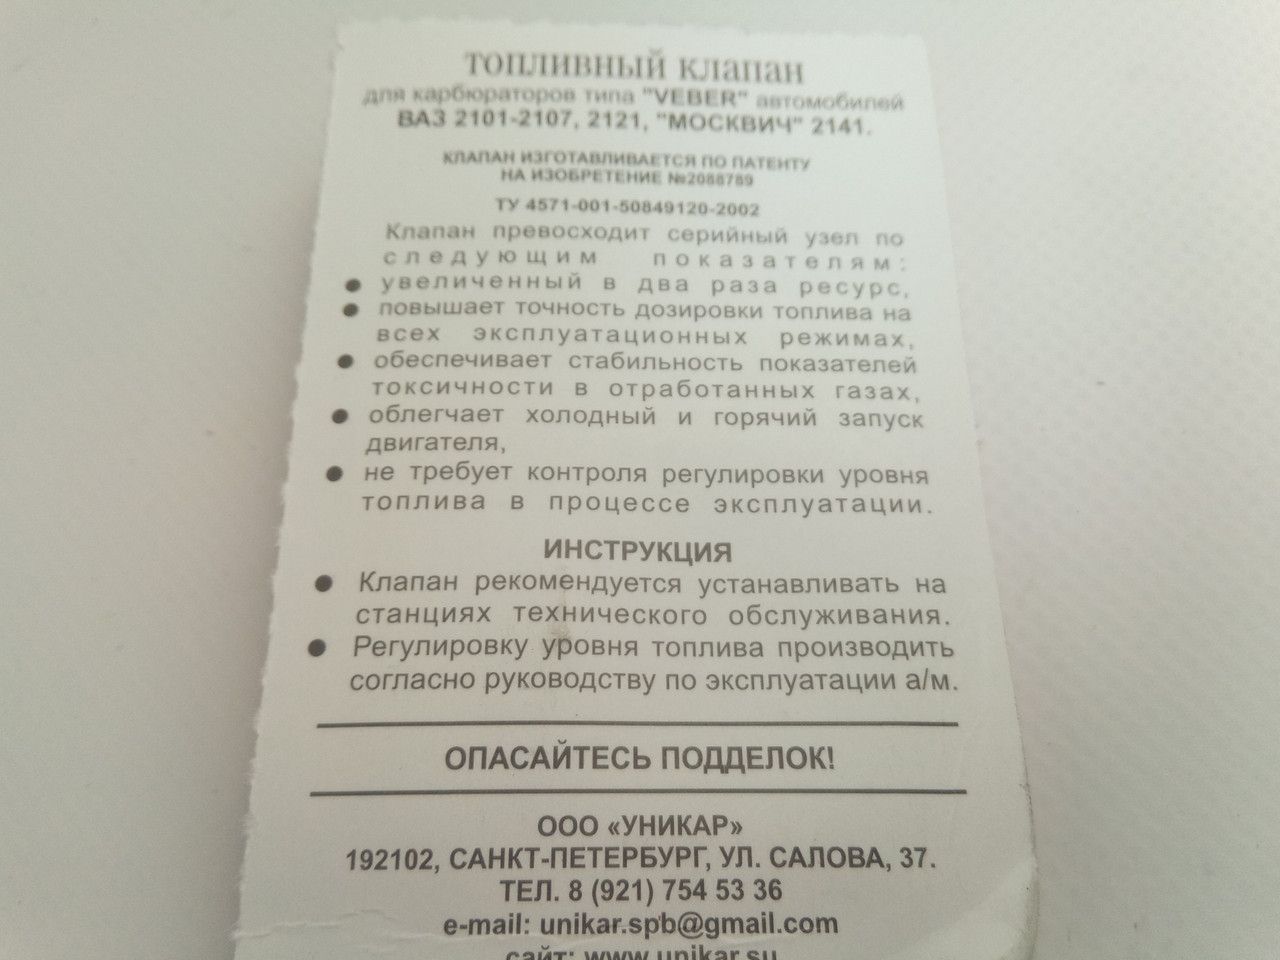 ТОПЛИВНЫЙ КЛАПАН
для карбюраторов типа "VEBER" автомобилей
ВАЗ 2101-2107, 2121, "МОСКВИЧ" 2141.
КЛАПАН ИЗГОТАВЛИВАЕТСЯ ПО ПАТЕНТУ
НА ИЗОБРЕТЕНИЕ №2088789
ТУ 4571-001-50849120-2002
Клапан превосходит серийный узел по
следующим показателям:
● увеличенный в два раза ресурс,
● повышает точность дозировки топлива на
всех эксплуатационных режимах,
● обеспечивает стабильность показателей
токсичности в отработанных газах,
● облегчает холодный и горячий запуск
двигателя,
● не требует контроля регулировки уровня
топлива в процессе эксплуатации.
ИНСТРУКЦИЯ
● Клапан рекомендуется устанавливать на
станциях технического обслуживания.
● Регулировку уровня топлива производить
согласно руководству по эксплуатации а/м.
ОПАСАЙТЕСЬ ПОДДЕЛОК!
ООО «УНИКАР»
192102, САНКТ-ПЕТЕРБУРГ, УЛ. САЛОВА, 37.
ТЕЛ. 8 (921) 754 53 36
e-mail: unikar.spb@gmail.com
сайт: www.unikar.su